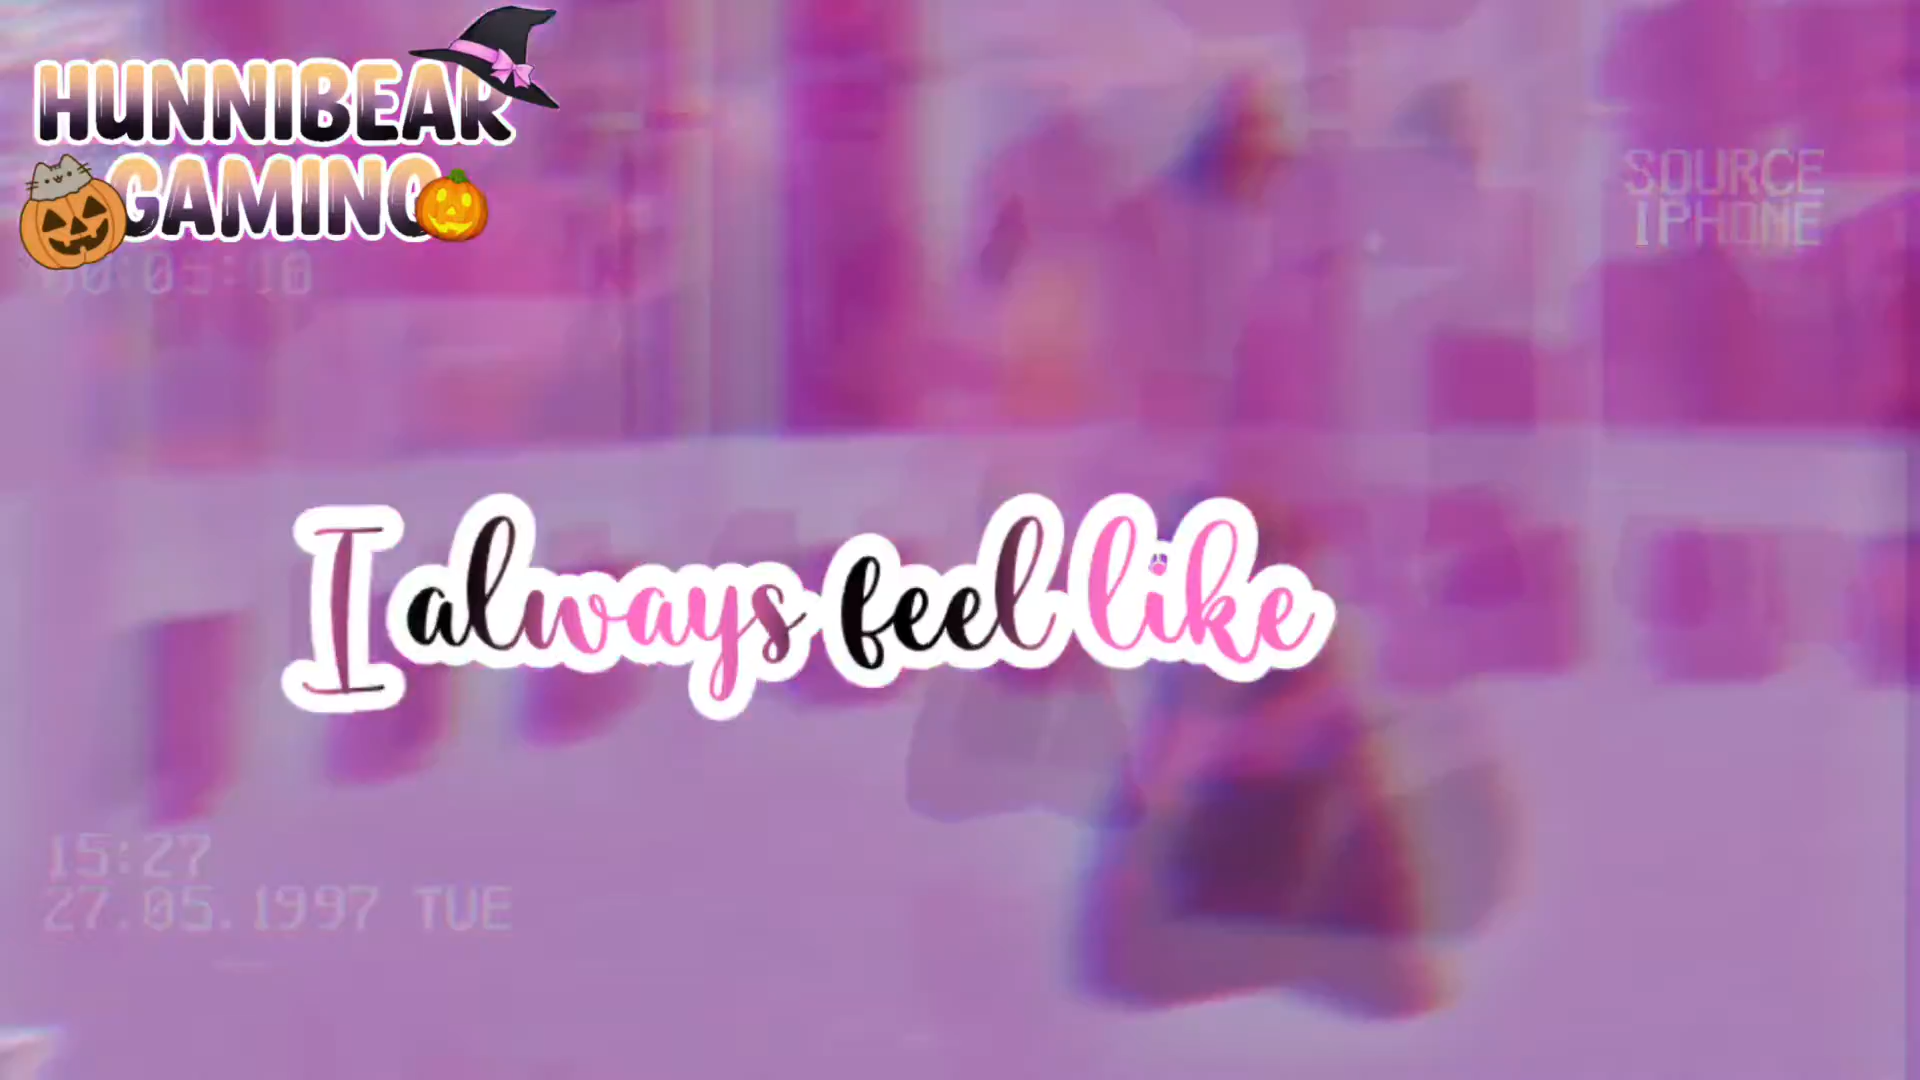 HUNNIBEAR
GAMING
SOURCE
IPHONE
I always feel like
15:27
27.05.1997 TUE